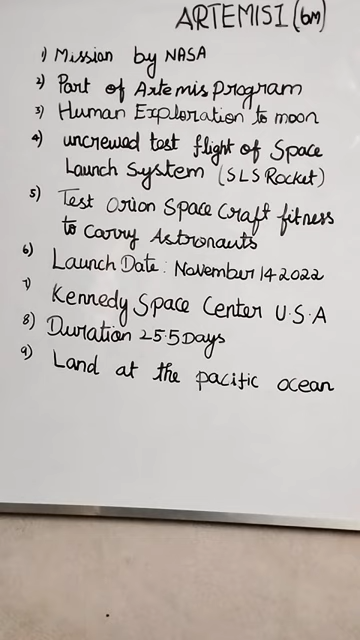 ARTEMIS I (6M)
1) Mission by NASA
2) Part of Artemis program
3) Human Exploration to moon
4) uncrewed test flight of Space
Launch System (SLS Rocket)
5) Test Orion Space Craft fitness
to carry Astronauts
6) Launch Date: November 14 2022
7) Kennedy Space Center U.S.A
8) Duration 25.5 Days
9) Land at the pacific ocean